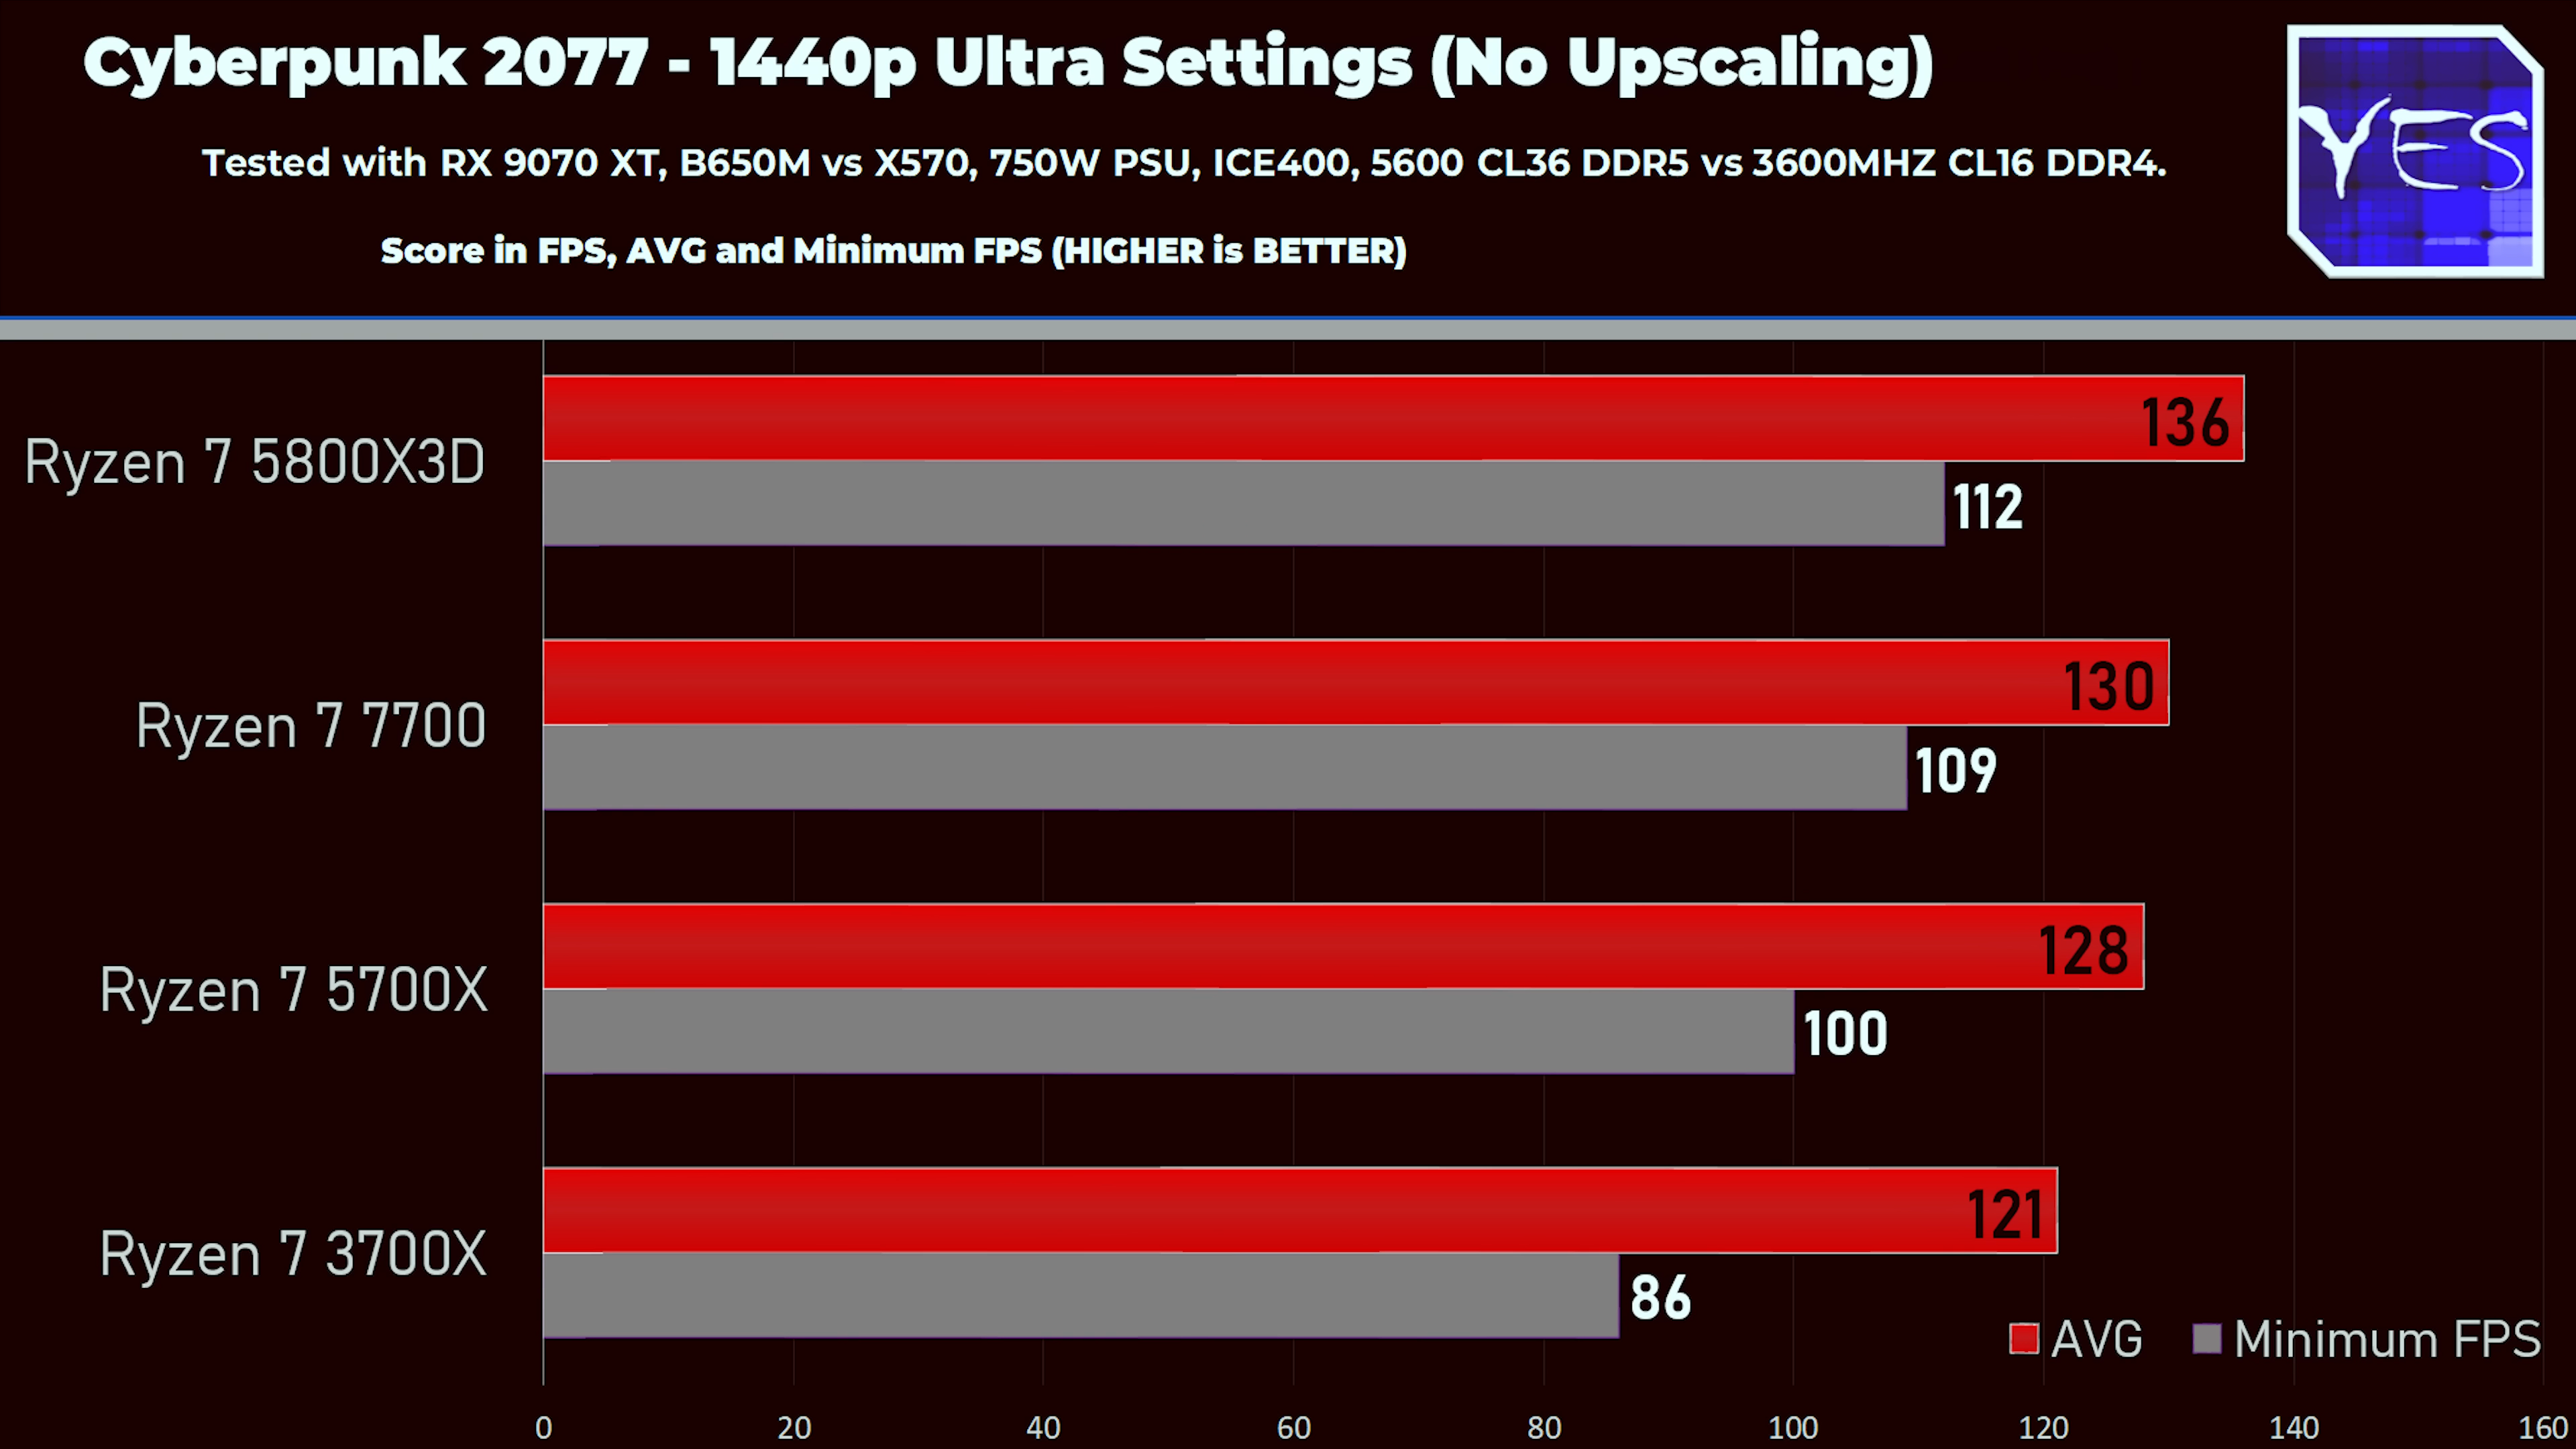 Cyberpunk 2077 - 1440p Ultra Settings (No Upscaling)
YES
Tested with RX 9070 XT, B650M vs X570, 750W PSU, ICE400, 5600 CL36 DDR5 vs 3600MHZ CL16 DDR4.
Score in FPS, AVG and Minimum FPS (HIGHER is BETTER)
136
Ryzen 7 5800X3D
112
130
Ryzen 7 7700
109
128
Ryzen 7 5700X
100
121
Ryzen 7 3700X
86
AVG Minimum FPS
0 20 40 60 80 100 120 140 160